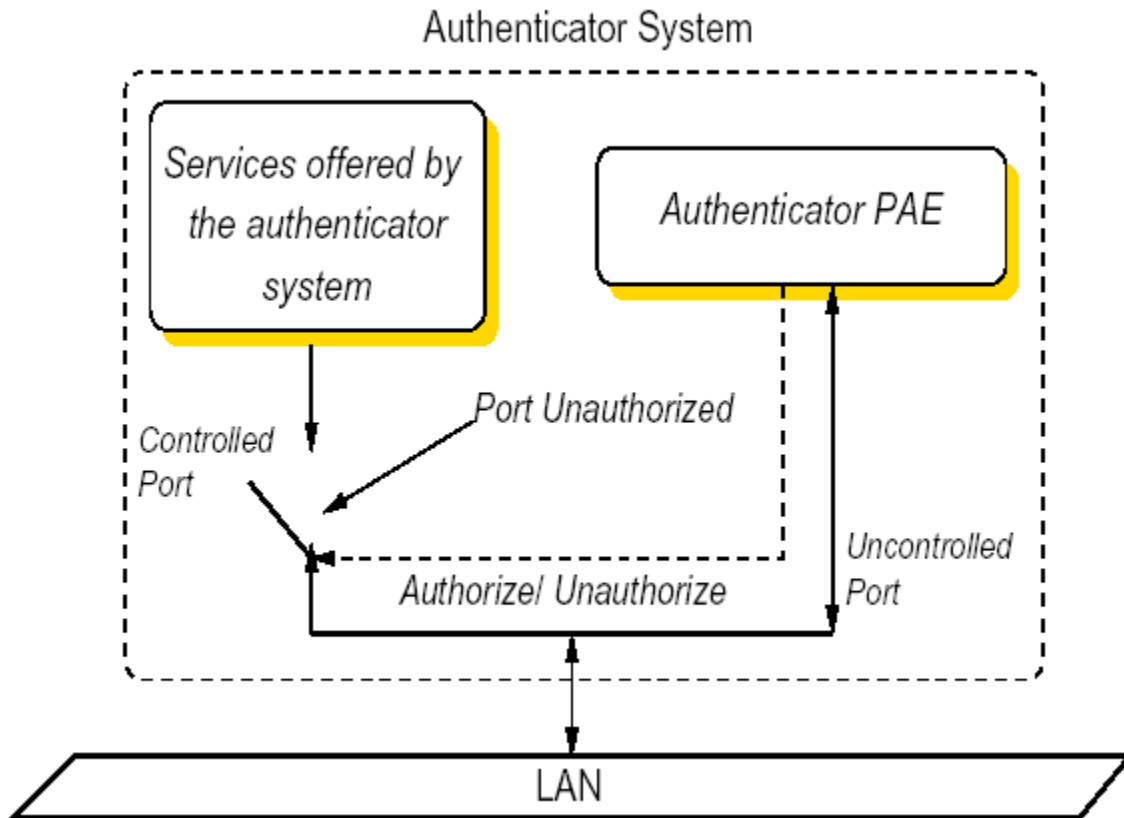 Authenticator System
Services offered by
the authenticator
system
Authenticator PAE
Port Unauthorized
Controlled
Port
Uncontrolled
Port
Authorize/ Unauthorize
LAN